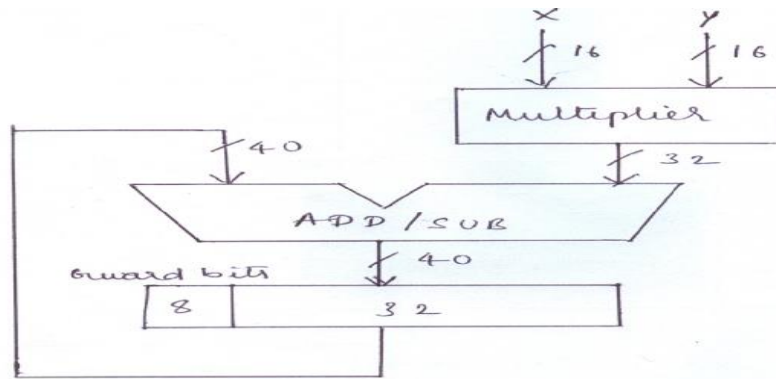 X Y
16 16
Multiplier
40 32
ADD/SUB
40
Guard bits
8 32